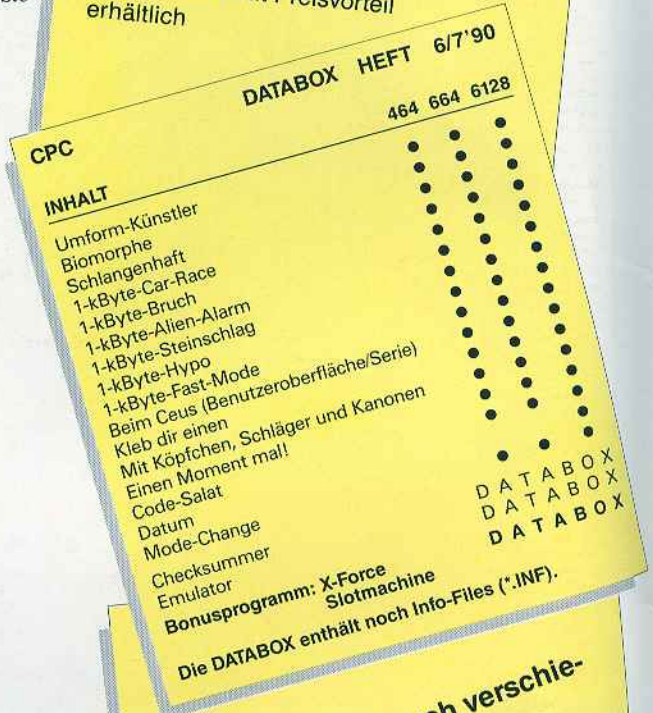 Preisvorteil
erhältlich
DATABOX HEFT 6/7'90
CPC 464 664 6128
INHALT
Umform-Künstler
Biomorphe
Schlangenhaft
1-kByte-Car-Race
1-kByte-Bruch
1-kByte-Alien-Alarm
1-kByte-Steinschlag
1-kByte-Hypo
1-kByte-Fast-Mode
Beim Ceus (Benutzeroberfläche/Serie)
Kleb dir einen
Mit Köpfchen, Schläger und Kanonen
Einen Moment mal!
Code-Salat
Datum
Mode-Change
Checksummer
Emulator DATABOX
Bonusprogramm: X-Force DATABOX
Slotmachine DATABOX
Die DATABOX enthält noch Info-Files (*.INF).
verschie-